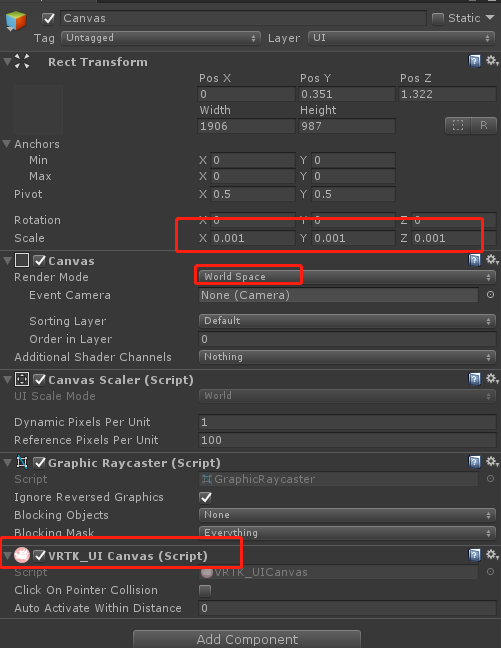 Canvas Static
Tag Untagged Layer UI
Rect Transform
Pos X Pos Y Pos Z
0 0.351 1.322
Width Height
1906 987
R
Anchors
Min X 0 Y 0
Max X 0 Y 0
Pivot X 0.5 Y 0.5
Rotation X 0 Y 0 Z 0
Scale X 0.001 Y 0.001 Z 0.001
Canvas
Render Mode World Space
Event Camera None (Camera)
Sorting Layer Default
Order in Layer 0
Additional Shader Channels Nothing
Canvas Scaler (Script)
UI Scale Mode World
Dynamic Pixels Per Unit 1
Reference Pixels Per Unit 100
Graphic Raycaster (Script)
Script GraphicRaycaster
Ignore Reversed Graphics
Blocking Objects None
Blocking Mask Everything
VRTK_UI Canvas (Script)
Script VRTK_UICanvas
Click On Pointer Collision
Auto Activate Within Distance 0
Add Component